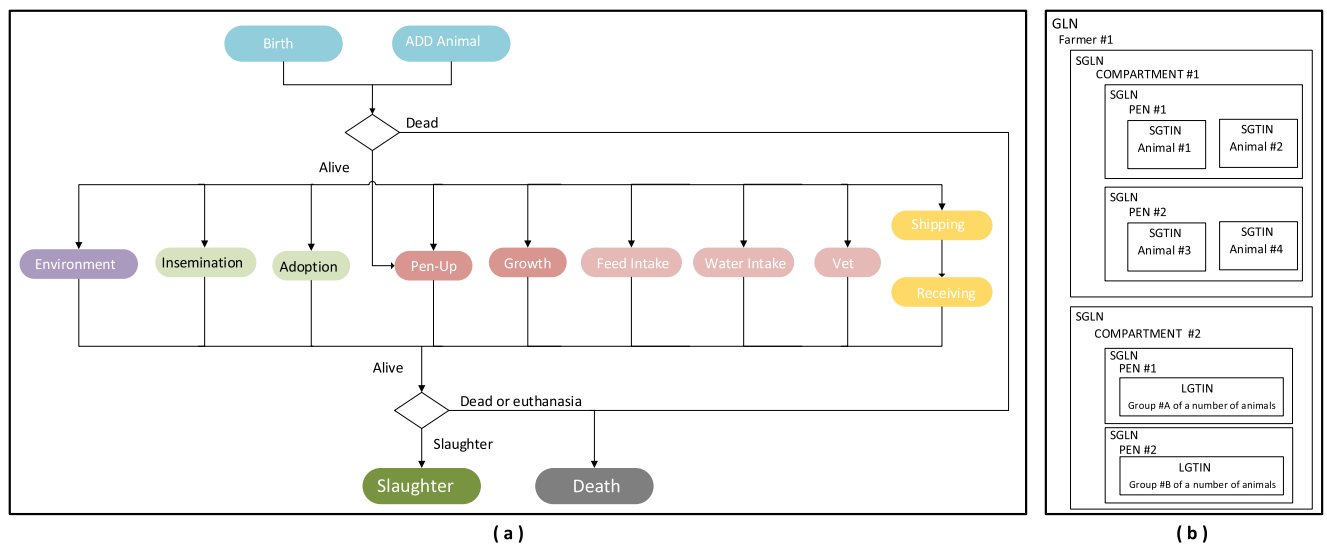 Birth
ADD Animal
Dead
Alive
Environment
Insemination
Adoption
Pen-Up
Growth
Feed Intake
Water Intake
Vet
Shipping
Receiving
Alive
Dead or euthanasia
Slaughter
Slaughter
Death
( a )
GLN
Farmer #1
SGLN
COMPARTMENT #1
SGLN
PEN #1
SGTIN
Animal #1
SGTIN
Animal #2
SGLN
PEN #2
SGTIN
Animal #3
SGTIN
Animal #4
SGLN
COMPARTMENT #2
SGLN
PEN #1
LGTIN
Group #A of a number of animals
SGLN
PEN #2
LGTIN
Group #B of a number of animals
( b )